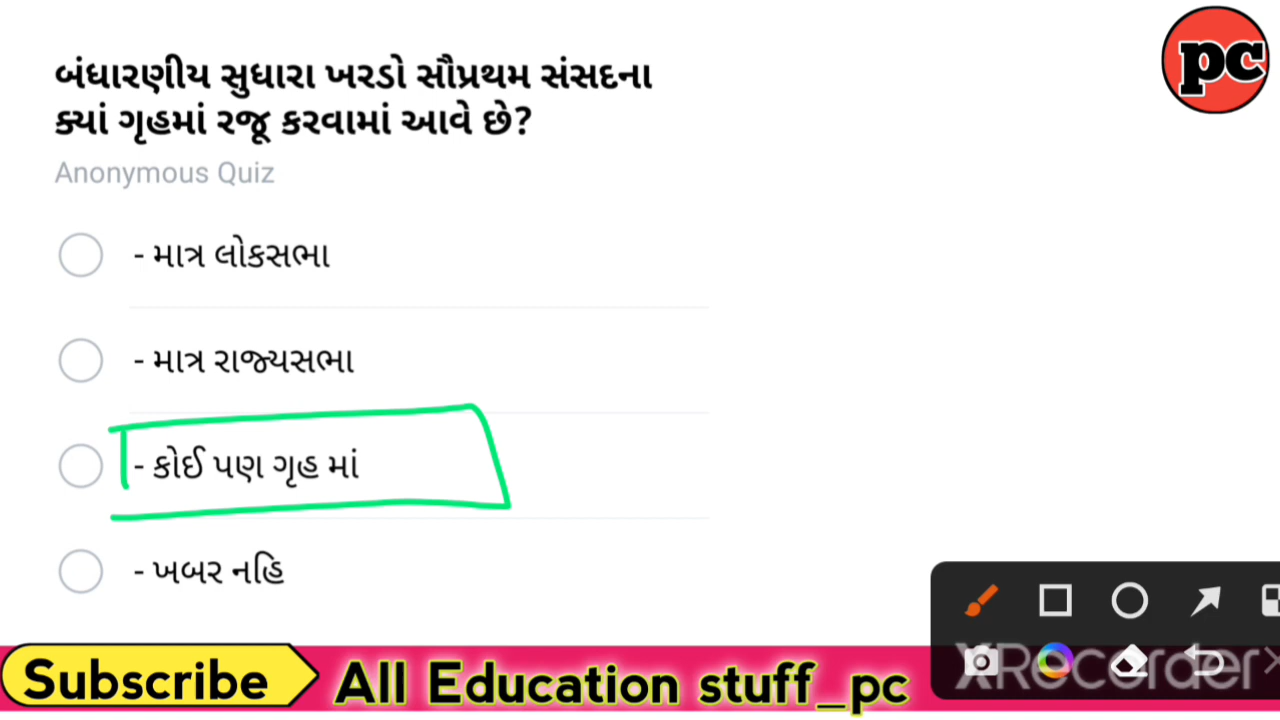 pc
બંધારણીય સુધારા ખરડો સૌપ્રથમ સંસદના
ક્યાં ગૃહમાં રજૂ કરવામાં આવે છે?
Anonymous Quiz
- માત્ર લોકસભા
- માત્ર રાજ્યસભા
- કોઈ પણ ગૃહ માં
- ખબર નહિ
XRecorder
Subscribe All Education stuff_pc